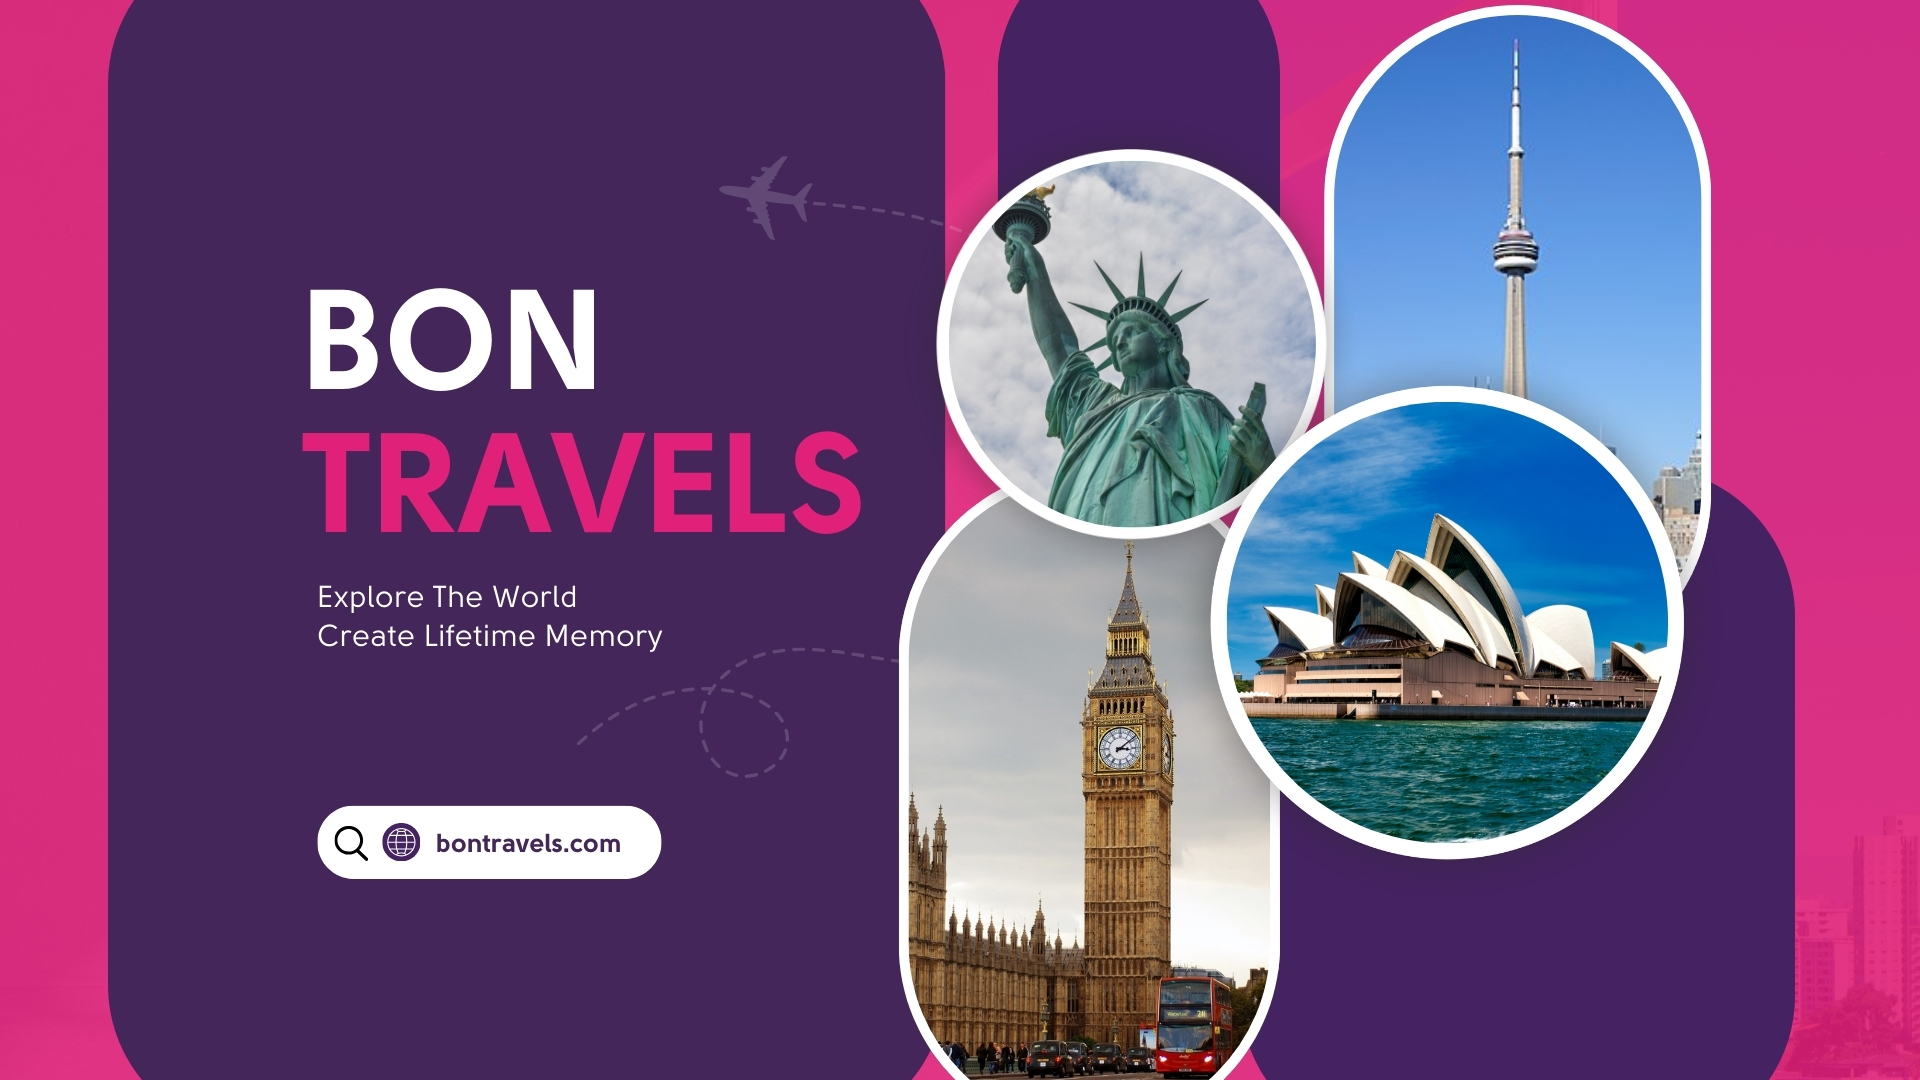 BON
TRAVELS
Explore The World
Create Lifetime Memory
bontravels.com